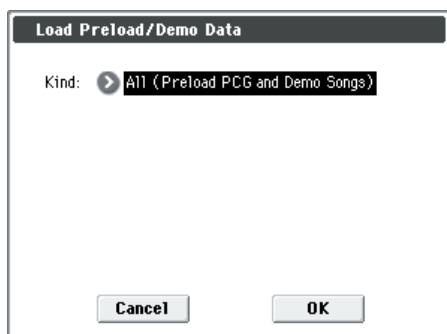 Load Preload/Demo Data
Kind: All (Preload PCG and Demo Songs)
Cancel OK